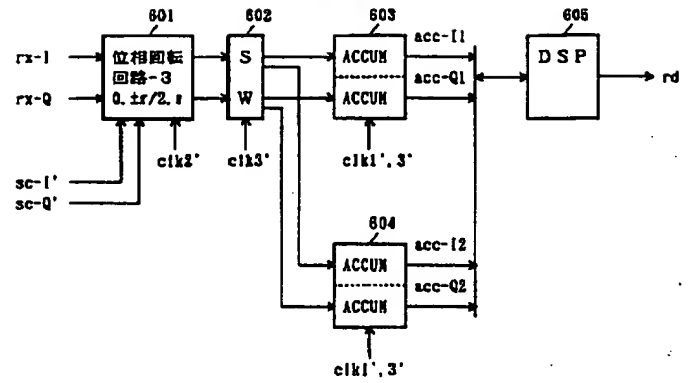 601
602
603
605
rx-I
rx-Q
位相回転
回路-3
0, ±π/2, π
S
W
ACCUM
ACCUM
acc-I1
acc-Q1
DSP
rd
clk2'
clk3'
clk1', 3'
sc-I'
sc-Q'
604
ACCUM
ACCUM
acc-I2
acc-Q2
clk1', 3'